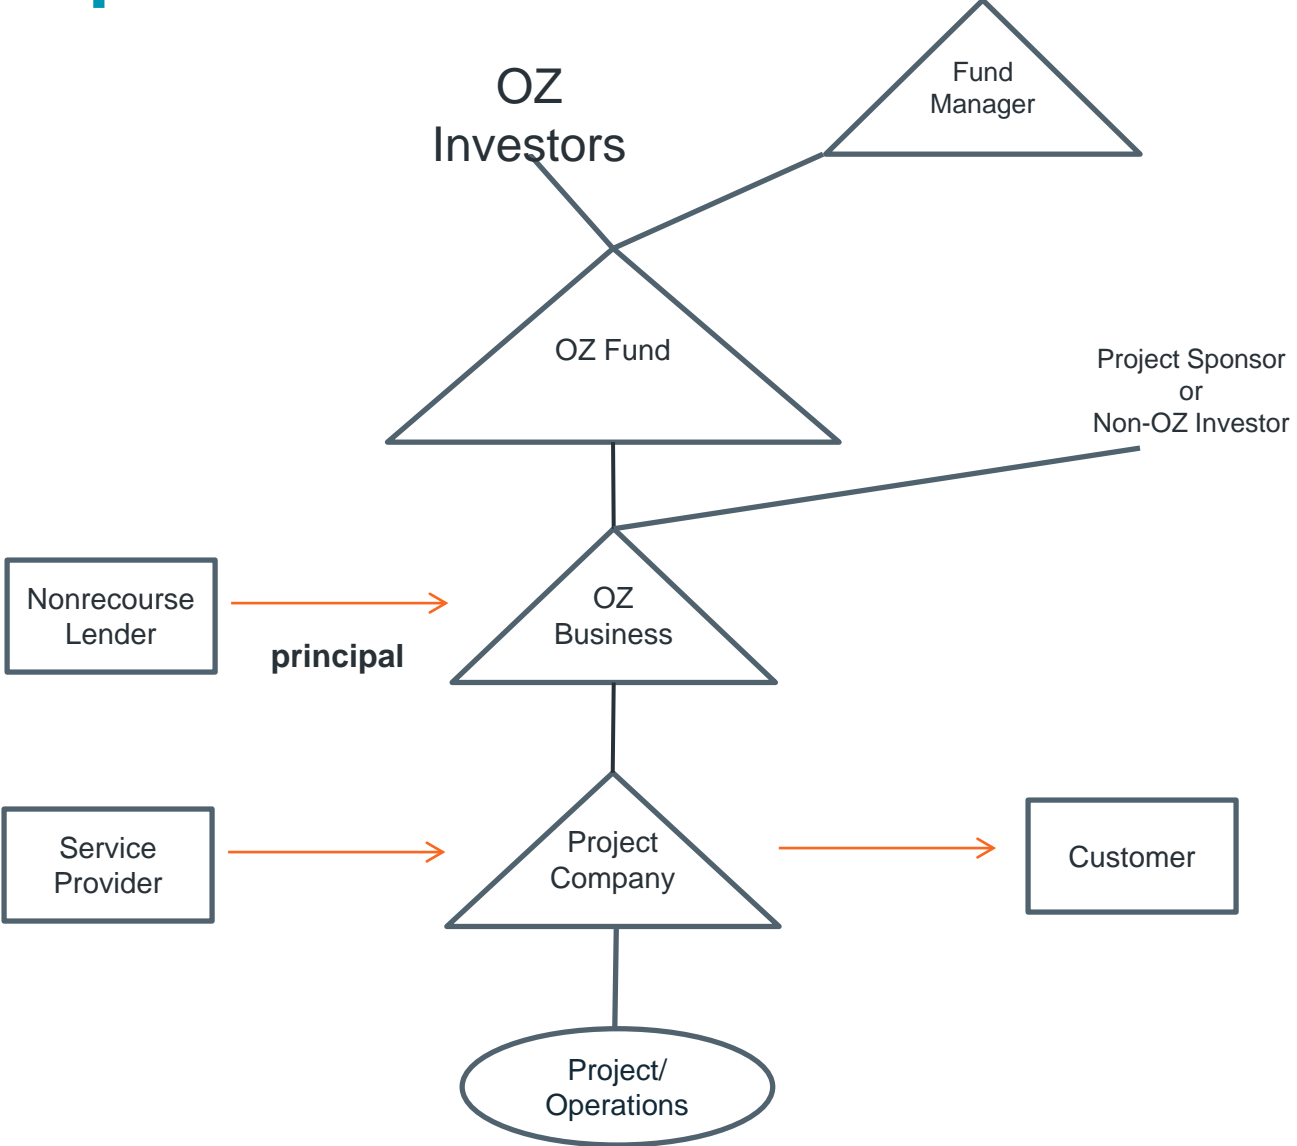 Fund
Manager
OZ
Investors
OZ Fund
Project Sponsor
or
Non-OZ Investor
Nonrecourse
Lender
principal
OZ
Business
Service
Provider
Project
Company
Customer
Project/
Operations